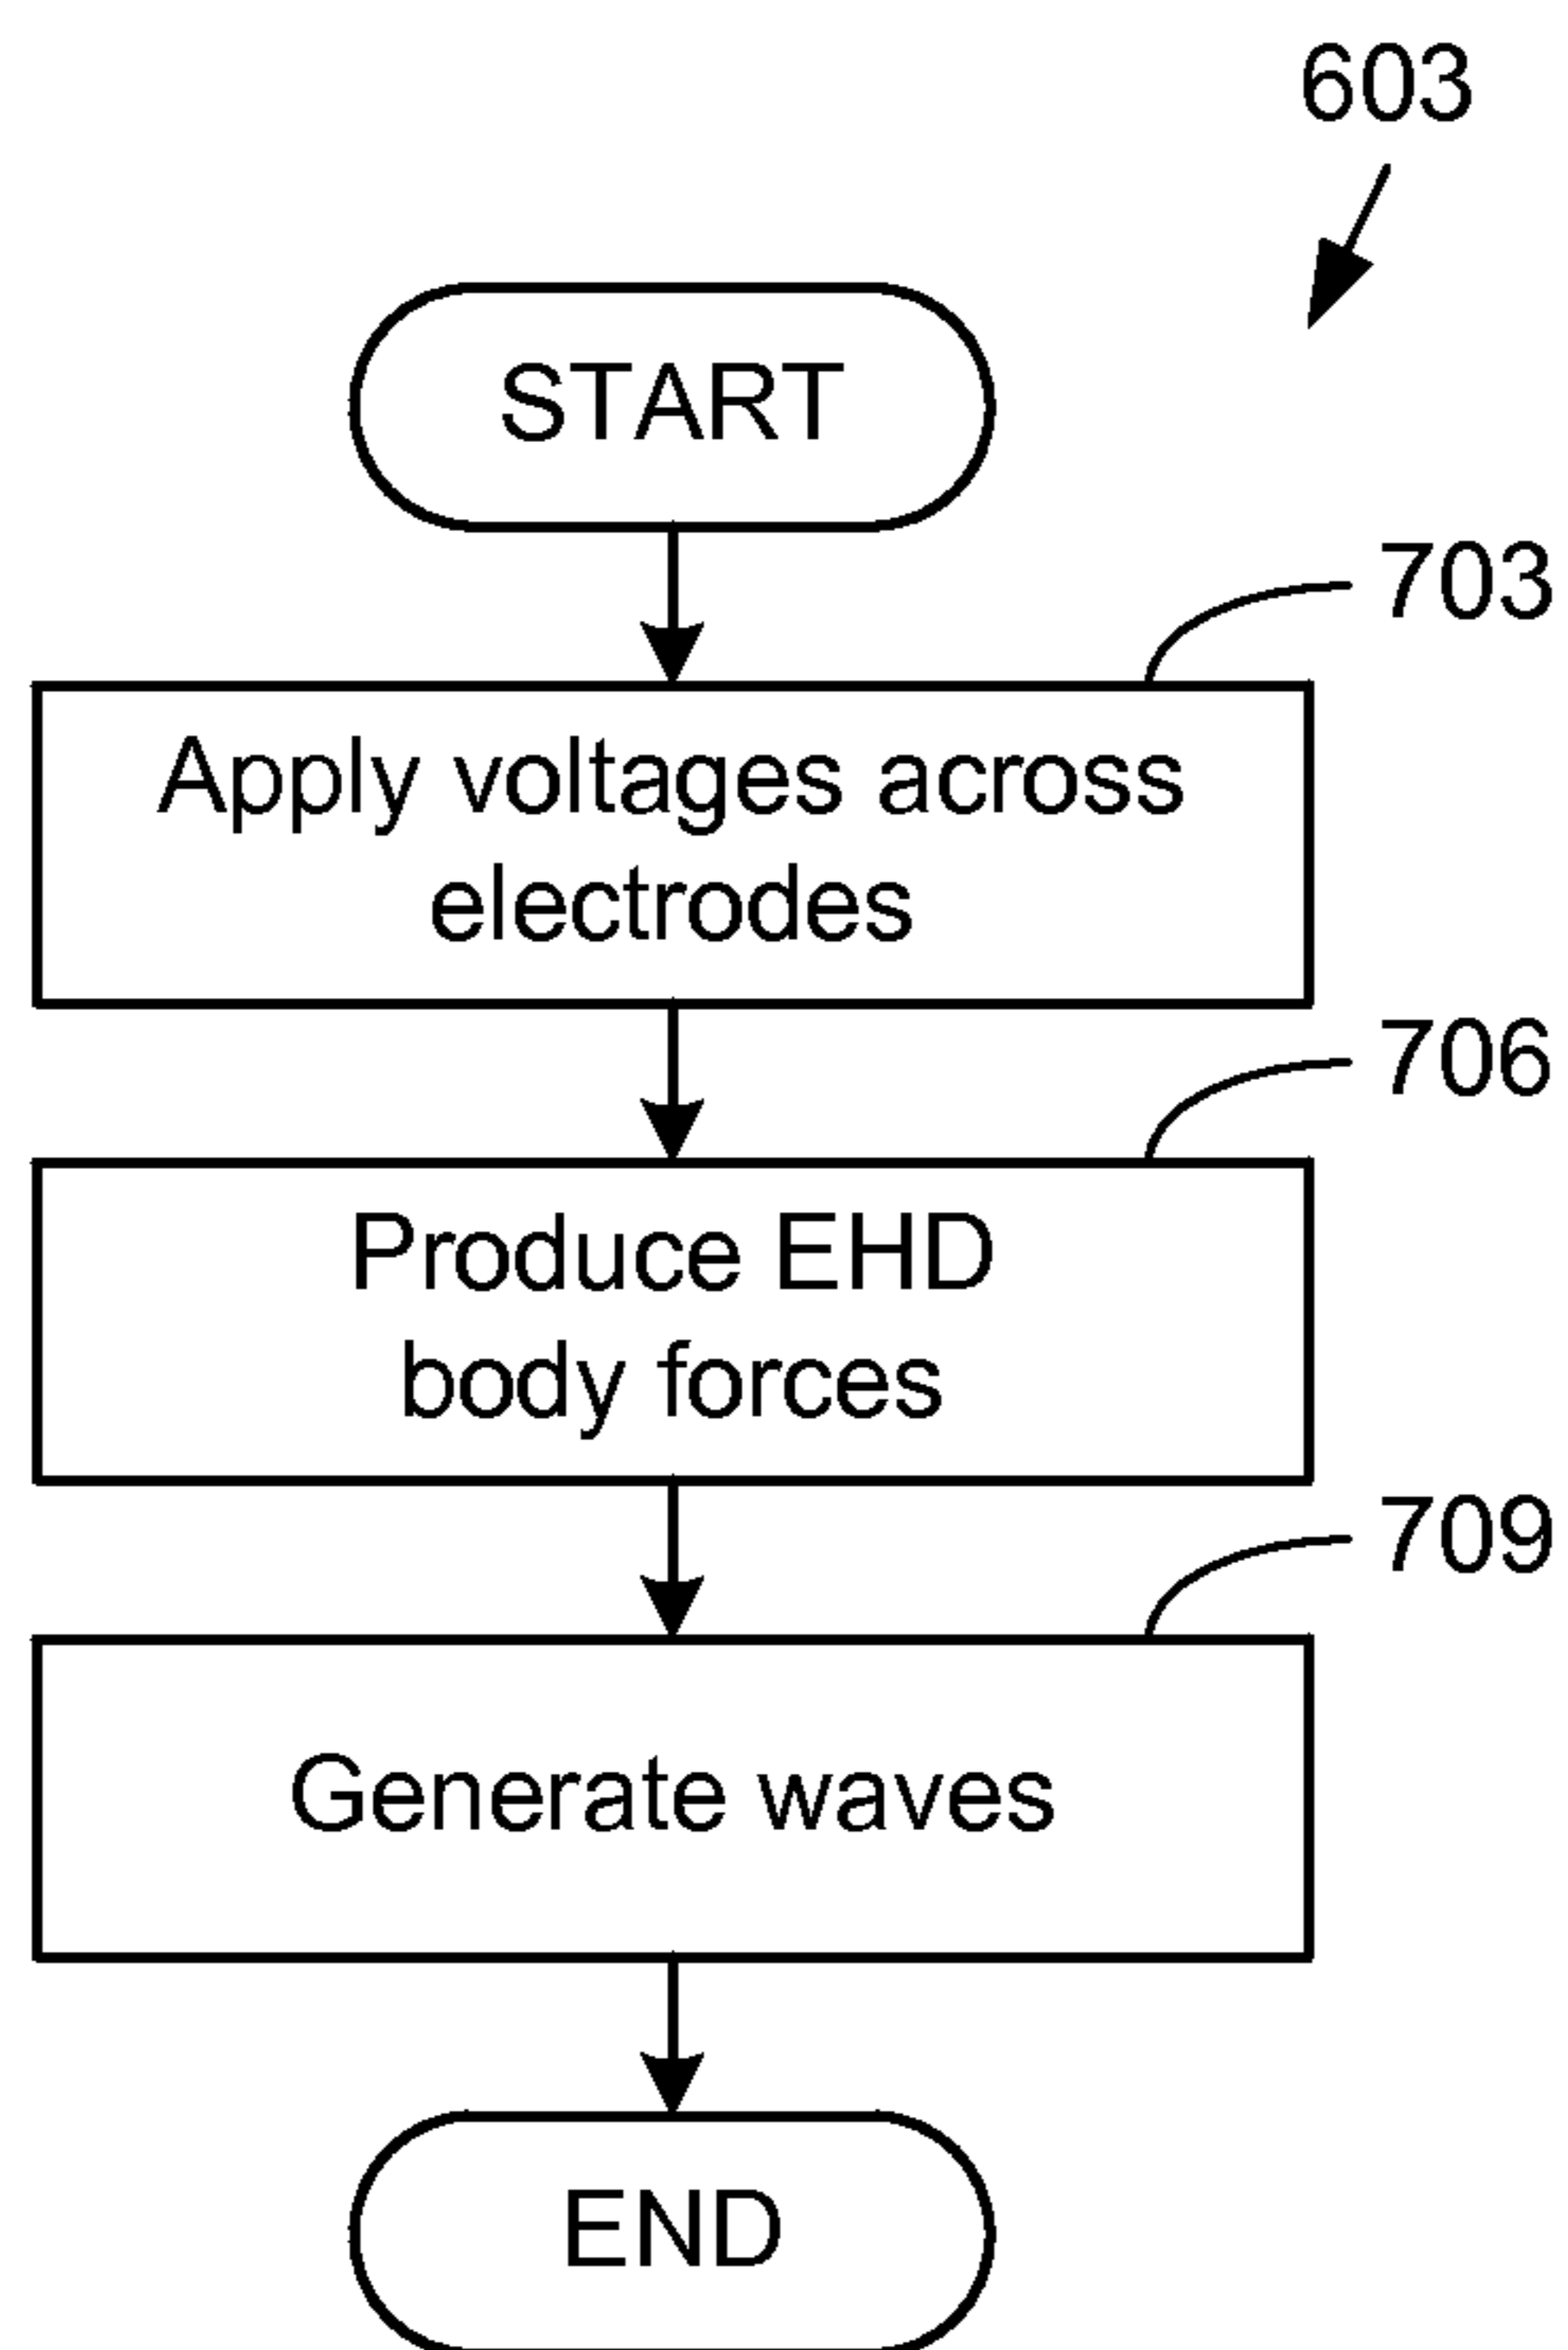 603
START
703
Apply voltages across
electrodes
706
Produce EHD
body forces
709
Generate waves
END